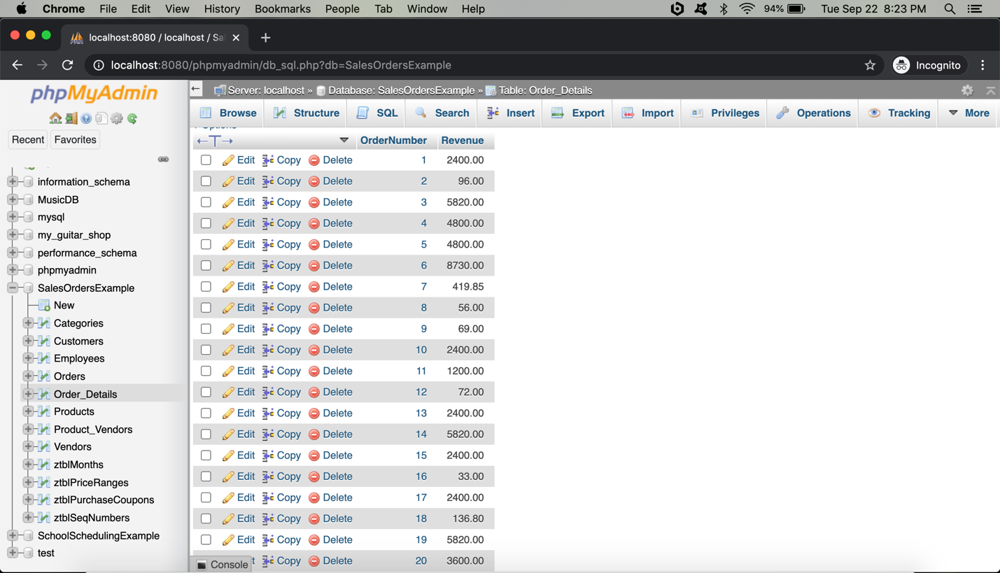 Chrome File Edit View History Bookmarks People Tab Window Help 94% Tue Sep 22 8:23 PM
localhost:8080 / localhost / Sal
localhost:8080/phpmyadmin/db_sql.php?db=SalesOrdersExample Incognito
phpMyAdmin
Recent Favorites
information_schema
MusicDB
mysql
my_guitar_shop
performance_schema
phpmyadmin
SalesOrdersExample
New
Categories
Customers
Employees
Orders
Order_Details
Products
Product_Vendors
Vendors
ztblMonths
ztblPriceRanges
ztblPurchaseCoupons
ztblSeqNumbers
SchoolSchedulingExample
test
Server: localhost » Database: SalesOrdersExample » Table: Order_Details
Browse Structure SQL Search Insert Export Import Privileges Operations Tracking More
Options
←T→ OrderNumber Revenue
Edit Copy Delete 1 2400.00
Edit Copy Delete 2 96.00
Edit Copy Delete 3 5820.00
Edit Copy Delete 4 4800.00
Edit Copy Delete 5 4800.00
Edit Copy Delete 6 8730.00
Edit Copy Delete 7 419.85
Edit Copy Delete 8 56.00
Edit Copy Delete 9 69.00
Edit Copy Delete 10 2400.00
Edit Copy Delete 11 1200.00
Edit Copy Delete 12 72.00
Edit Copy Delete 13 2400.00
Edit Copy Delete 14 5820.00
Edit Copy Delete 15 2400.00
Edit Copy Delete 16 33.00
Edit Copy Delete 17 2400.00
Edit Copy Delete 18 136.80
Edit Copy Delete 19 5820.00
t Copy Delete 20 3600.00
Console